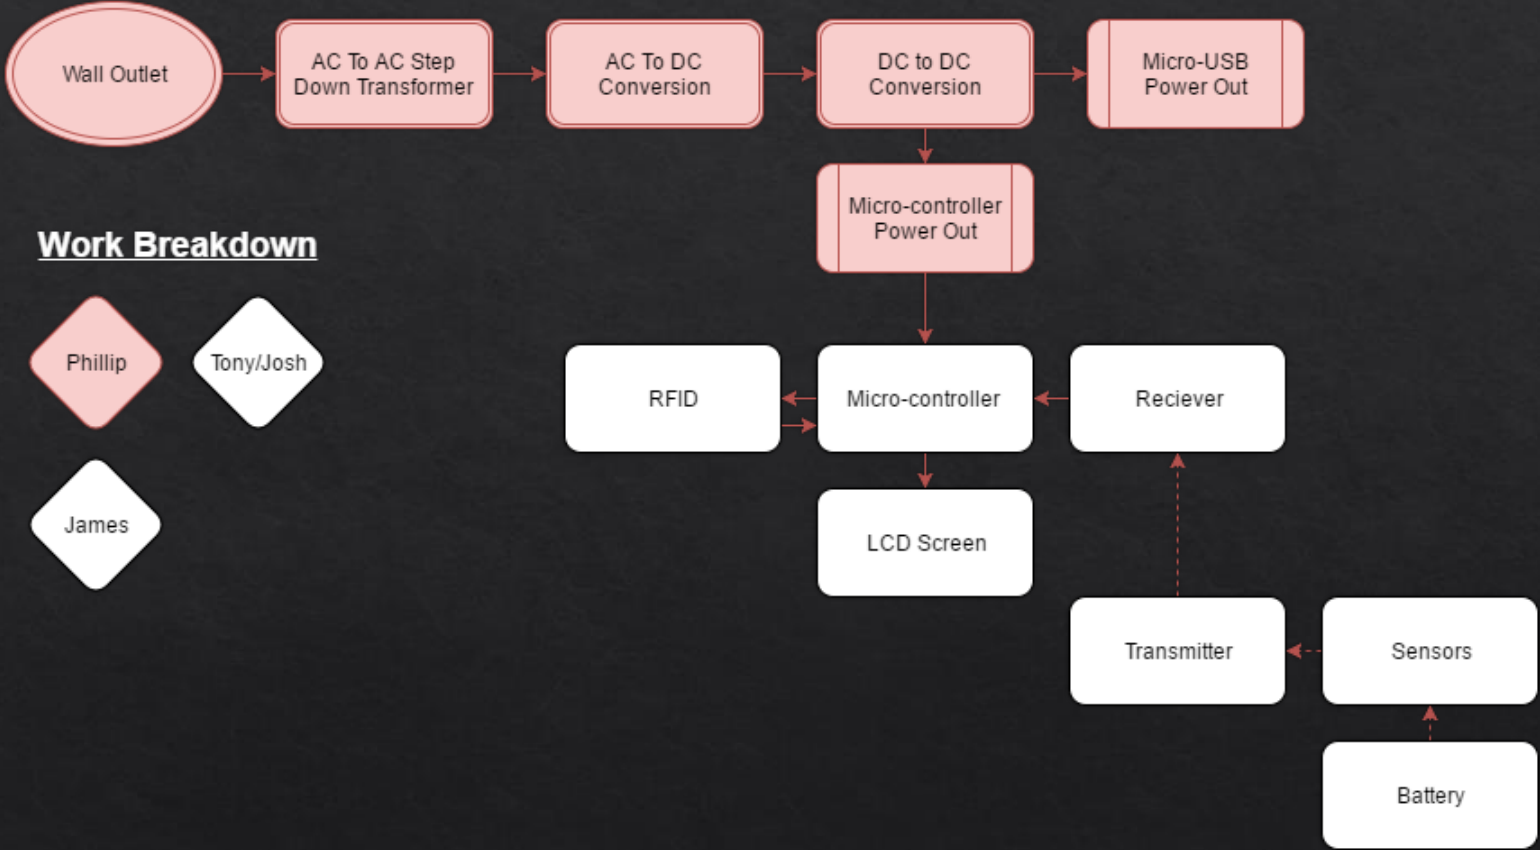 Wall Outlet
AC To AC Step
Down Transformer
AC To DC
Conversion
DC to DC
Conversion
Micro-USB
Power Out
Micro-controller
Power Out
Work Breakdown
Phillip
Tony/Josh
James
RFID
Micro-controller
Reciever
LCD Screen
Transmitter
Sensors
Battery